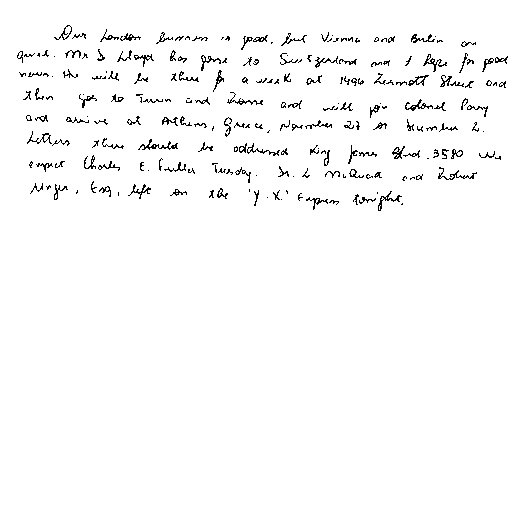 Our London business is good, but Vienna and Berlin are
quiet. Mr D Lloyd has gone to Switzerland and I hope for good
news. He will be there for a week at 1496 Zermott Street and
then goes to Turin and Rome and will join Colonel Parry
and arrive at Athens, Greece, November 27 or December 2.
Letters there should be addressed King James Blvd. 3580 We
expect Charles E. Fuller Tuesday. Dr. L McQuaid and Robert
Unger, Esq, left on the 'Y.X.' Express tonight.